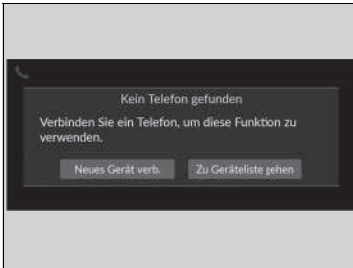 Kein Telefon gefunden
Verbinden Sie ein Telefon, um diese Funktion zu
verwenden.
Neues Gerät verb. Zu Geräteliste gehen